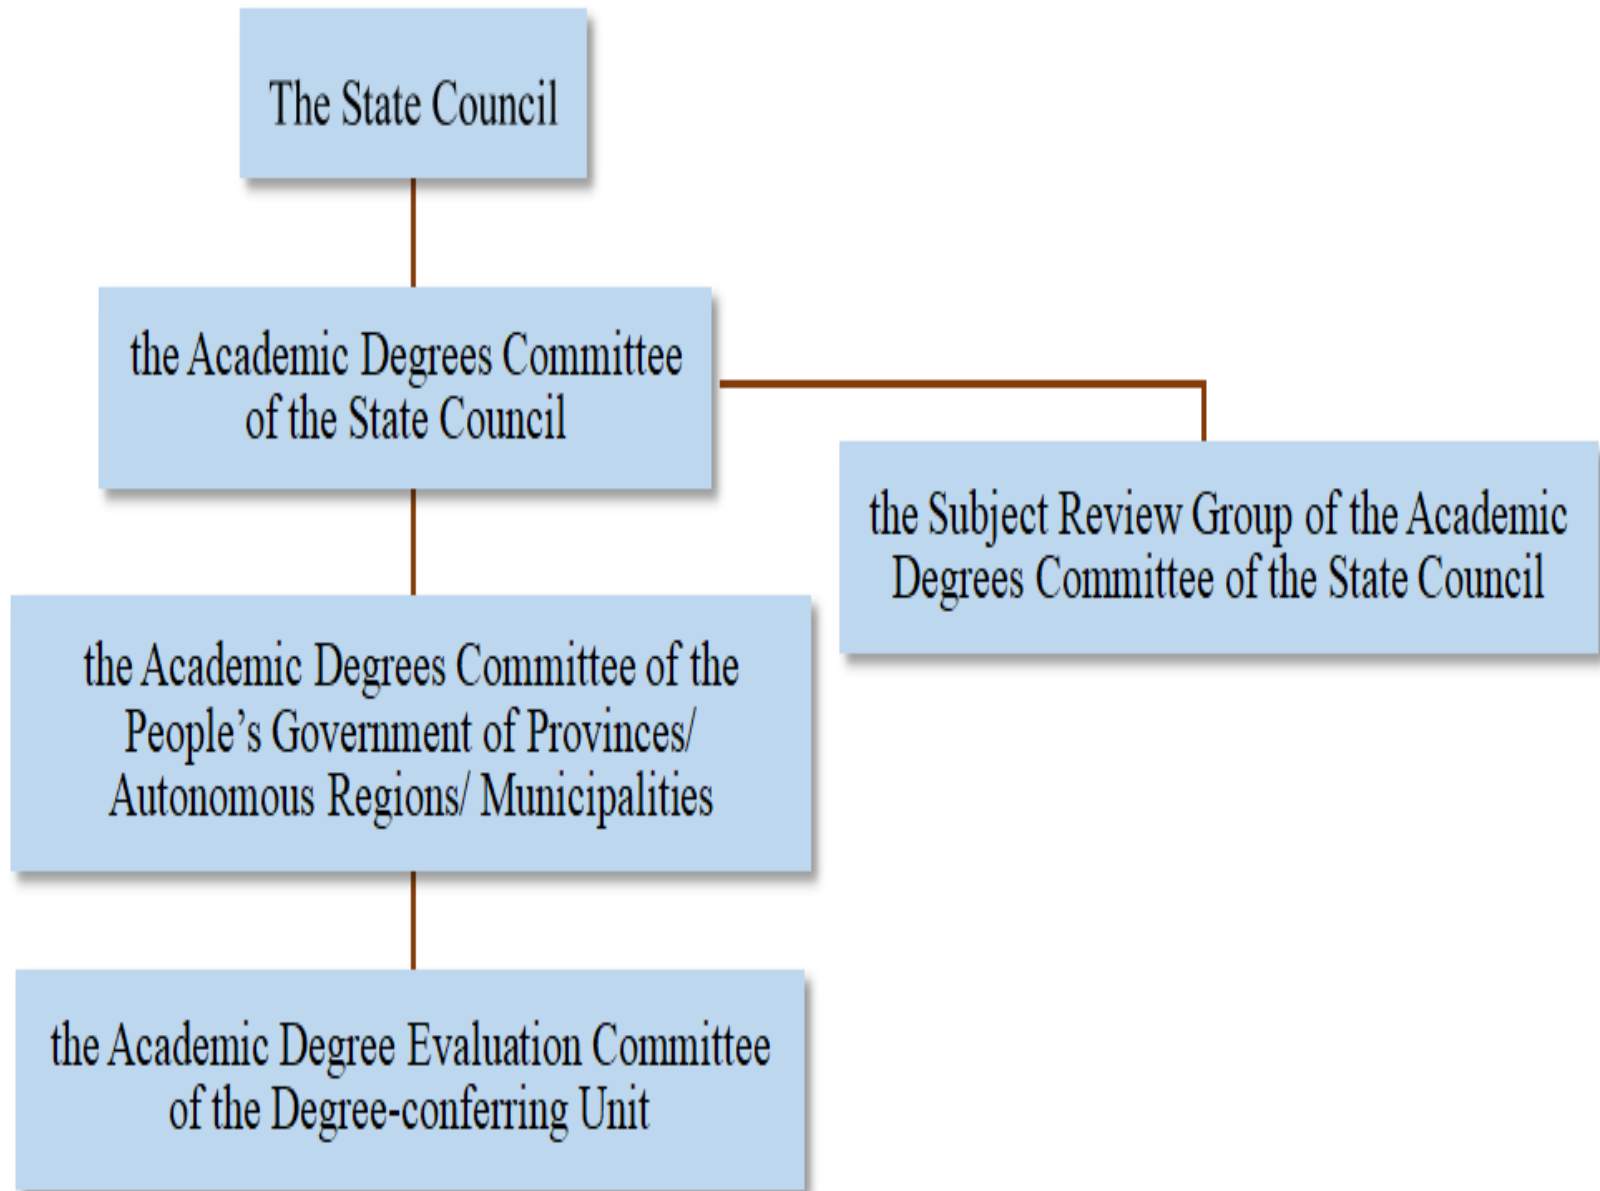 The State Council
the Academic Degrees Committee
of the State Council
the Subject Review Group of the Academic
Degrees Committee of the State Council
the Academic Degrees Committee of the
People’s Government of Provinces/
Autonomous Regions/ Municipalities
the Academic Degree Evaluation Committee
of the Degree-conferring Unit